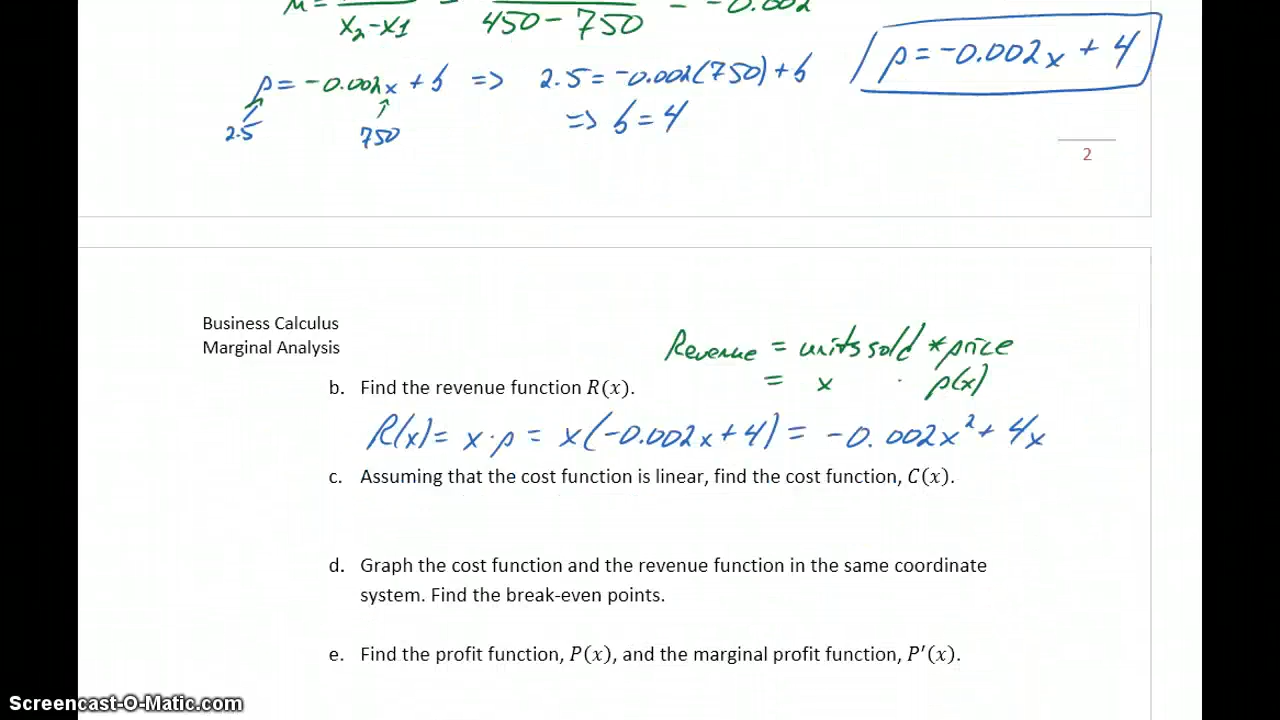 M = ― = ― = -0.002
x₂-x1 450-750
p = -0.002x + b => 2.5 = -0.002(750) + b
p = -0.002x + 4
2.5 750 => b = 4
2
Business Calculus
Marginal Analysis
Revenue = units sold * price
= x · p(x)
b. Find the revenue function R(x).
R(x) = x·p = x(-0.002x + 4) = -0.002x² + 4x
c. Assuming that the cost function is linear, find the cost function, C(x).
d. Graph the cost function and the revenue function in the same coordinate
system. Find the break-even points.
e. Find the profit function, P(x), and the marginal profit function, P′(x).
Screencast-O-Matic.com